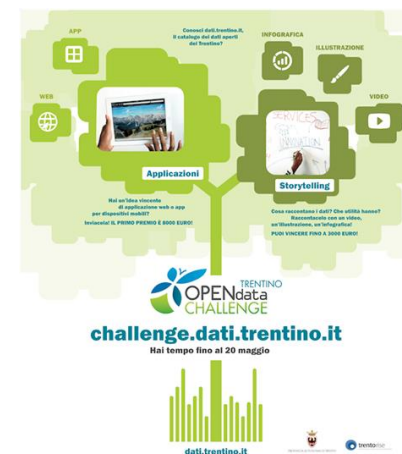 Conosci dati.trentino.it,
il catalogo dei dati aperti
del Trentino?
APP
WEB
INFOGRAFICA
ILLUSTRAZIONE
VIDEO
SERVICES
INNOVATION
Applicazioni
Storytelling
Hai un'idea vincente
di applicazione web o app
per dispositivi mobili?
Inviacela! IL PRIMO PREMIO È 8000 EURO!
Cosa raccontano i dati? Che utilità hanno?
Raccontacelo con un video,
un'illustrazione, un'infografica!
PUOI VINCERE FINO A 3000 EURO!
TRENTINO
OPENdata
CHALLENGE
challenge.dati.trentino.it
Hai tempo fino al 20 maggio
dati.trentino.it
trentorise